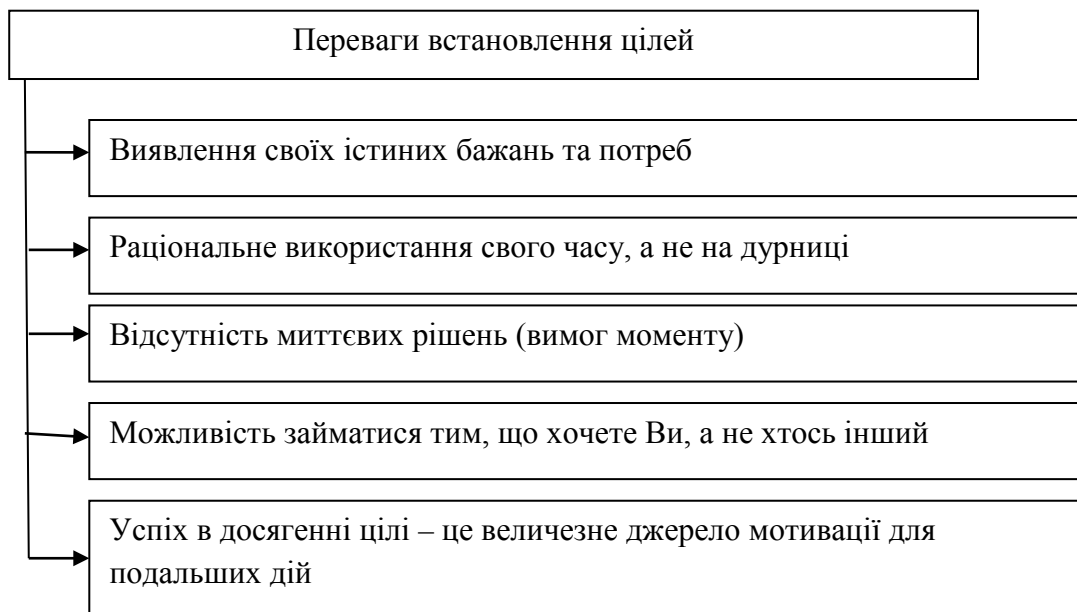 Переваги встановлення цілей
Виявлення своїх істиних бажань та потреб
Раціональне використання свого часу, а не на дурниці
Відсутність миттєвих рішень (вимог моменту)
Можливість займатися тим, що хочете Ви, а не хтось інший
Успіх в досягенні цілі – це величезне джерело мотивації для
подальших дій